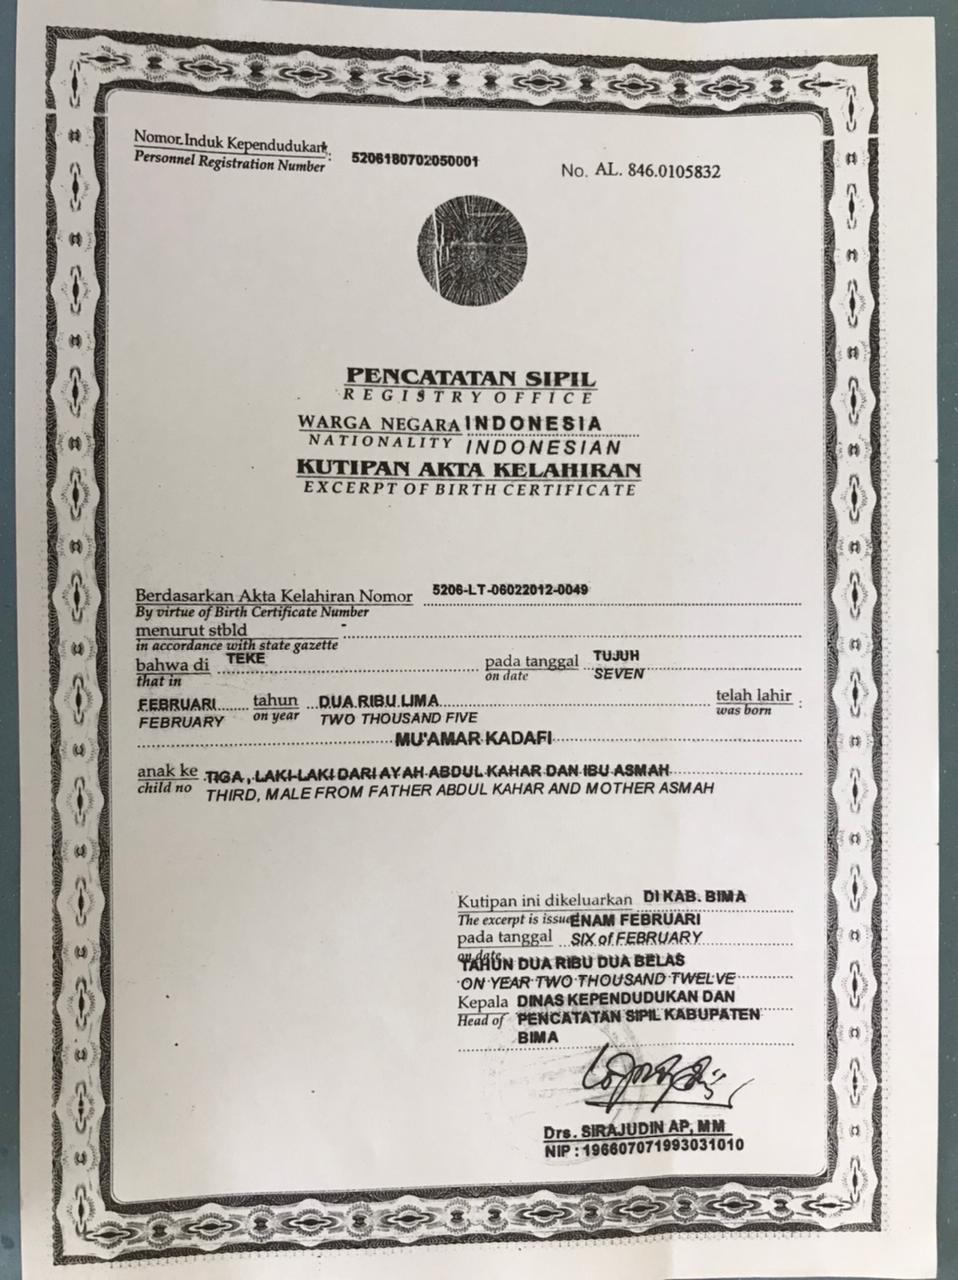 Nomor Induk Kependudukan : 5206180702050001
Personnel Registration Number
No. AL. 846.0105832
PENCATATAN SIPIL
REGISTRY OFFICE
WARGA NEGARA INDONESIA
NATIONALITY INDONESIAN
KUTIPAN AKTA KELAHIRAN
EXCERPT OF BIRTH CERTIFICATE
Berdasarkan Akta Kelahiran Nomor 5206-LT-06022012-0049
By virtue of Birth Certificate Number
menurut stbld -
in accordance with state gazette
bahwa di TEKE pada tanggal TUJUH
that in on date SEVEN
FEBRUARI tahun DUA RIBU LIMA telah lahir :
FEBRUARY on year TWO THOUSAND FIVE was born
MU'AMAR KADAFI
anak ke TIGA, LAKI-LAKI DARI AYAH ABDUL KAHAR DAN IBU ASMAH
child no THIRD, MALE FROM FATHER ABDUL KAHAR AND MOTHER ASMAH
Kutipan ini dikeluarkan DI KAB. BIMA
The excerpt is issued ENAM FEBRUARI
pada tanggal SIX of FEBRUARY
on date TAHUN DUA RIBU DUA BELAS
ON YEAR TWO THOUSAND TWELVE
Kepala DINAS KEPENDUDUKAN DAN
Head of PENCATATAN SIPIL KABUPATEN
BIMA
Drs. SIRAJUDIN AP, MM
NIP : 196607071993031010